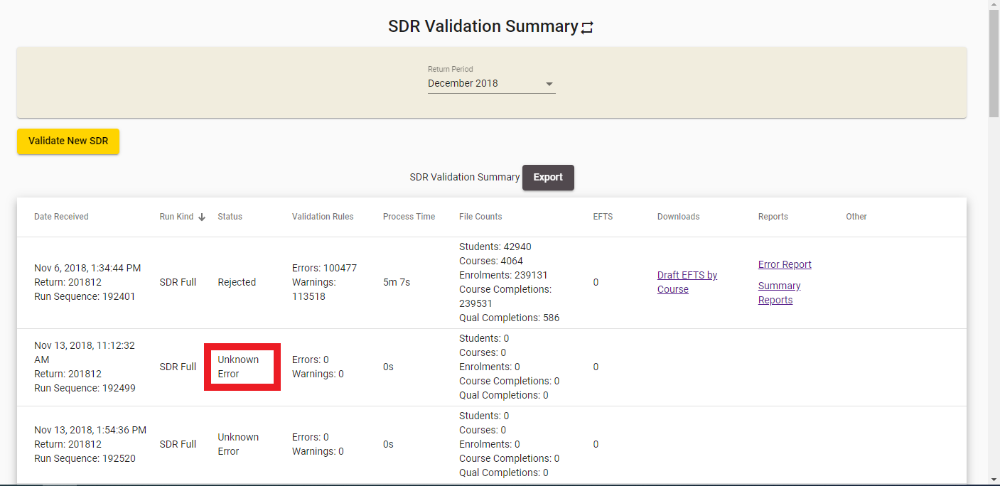 SDR Validation Summary
Return Period
December 2018
Validate New SDR
SDR Validation Summary Export
Date Received Run Kind Status Validation Rules Process Time File Counts EFTS Downloads Reports Other
Nov 6, 2018, 1:34:44 PM
Return: 201812
Run Sequence: 192401
SDR Full
Rejected
Errors: 100477
Warnings:
113518
5m 7s
Students: 42940
Courses: 4064
Enrolments: 239131
Course Completions:
239531
Qual Completions: 586
0
Draft EFTS by
Course
Error Report
Summary
Reports
Nov 13, 2018, 11:12:32
AM
Return: 201812
Run Sequence: 192499
SDR Full
Unknown
Error
Errors: 0
Warnings: 0
0s
Students: 0
Courses: 0
Enrolments: 0
Course Completions: 0
Qual Completions: 0
0
Nov 13, 2018, 1:54:36 PM
Return: 201812
Run Sequence: 192520
SDR Full
Unknown
Error
Errors: 0
Warnings: 0
0s
Students: 0
Courses: 0
Enrolments: 0
Course Completions: 0
Qual Completions: 0
0